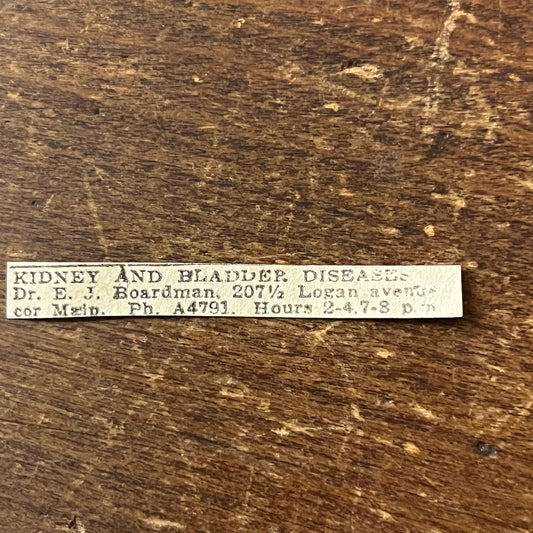 KIDNEY AND BLADDER DISEASES
Dr. E. J. Boardman, 207½ Logan avenue
cor Main. Ph. A4791. Hours 2-4,7-8 p.m